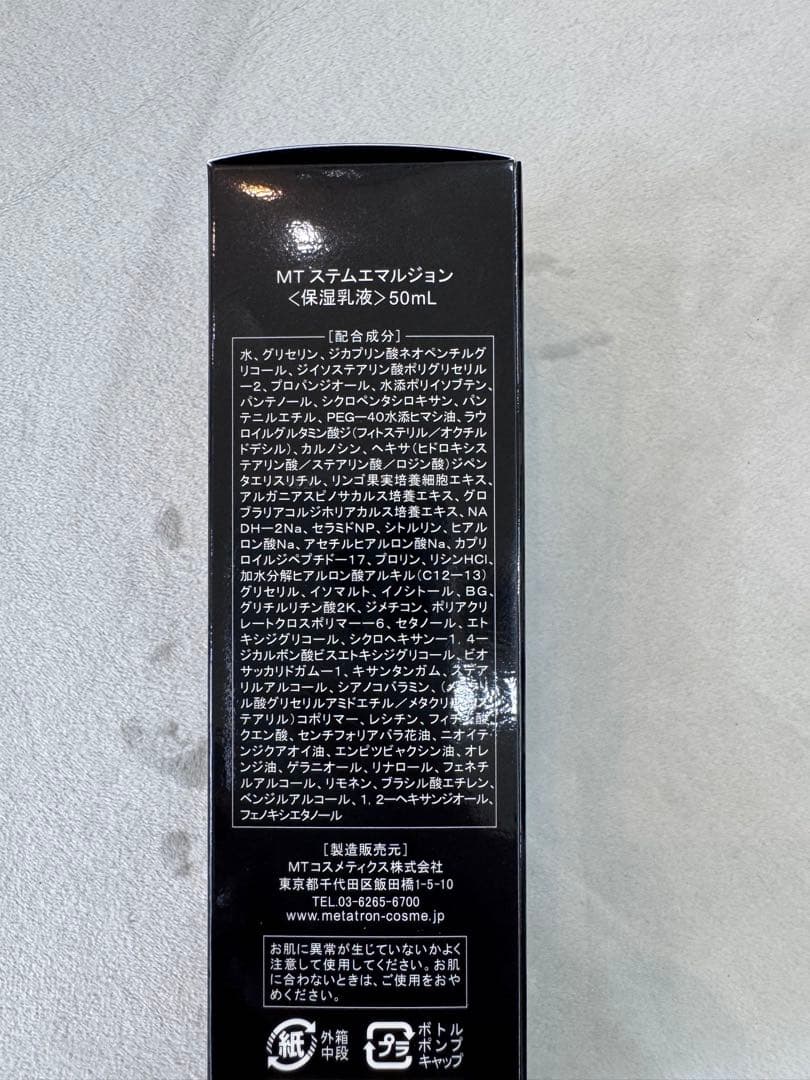 MT ステムエマルジョン
＜保湿乳液＞50mL
[配合成分]
水、グリセリン、ジカプリン酸ネオペンチルグ
リコール、ジイソステアリン酸ポリグリセリル
ー2、プロパンジオール、水添ポリイソブテン、
パンテノール、シクロペンタシロキサン、パン
テニルエチル、PEGー40水添ヒマシ油、ラウ
ロイルグルタミン酸ジ(フィトステリル／オクチル
ドデシル)、カルノシン、ヘキサ(ヒドロキシス
テアリン酸／ステアリン酸／ロジン酸)ジペン
タエリスリチル、リンゴ果実培養細胞エキス、
アルガニアスピノサカルス培養エキス、グロ
ブラリアコルジホリアカルス培養エキス、NA
DHー2Na、セラミドNP、シトルリン、ヒアル
ロン酸Na、アセチルヒアルロン酸Na、カプリ
ロイルジペプチドー17、プロリン、リシンHCl、
加水分解ヒアルロン酸アルキル(C12ー13)
グリセリル、イソマルト、イノシトール、BG、
グリチルリチン酸2K、ジメチコン、ポリアクリ
レートクロスポリマーー6、セタノール、エト
キシジグリコール、シクロヘキサンー1，4ー
ジカルボン酸ビスエトキシジグリコール、ビオ
サッカリドガムー1、キサンタンガム、ステア
リルアルコール、シアノコバラミン、(メ
ル酸グリセリルアミドエチル／メタクリル ス
テアリル)コポリマー、レシチン、フィチン酸
クエン酸、センチフォリアバラ花油、ニオイテ
ンジクアオイ油、エンピツビャクシン油、オレ
ンジ油、ゲラニオール、リナロール、フェネチ
ルアルコール、リモネン、ブラシル酸エチレン、
ベンジルアルコール、1，2ーヘキサンジオール、
フェノキシエタノール
[製造販売元]
MTコスメティクス株式会社
東京都千代田区飯田橋1-5-10
TEL.03-6265-6700
www.metatron-cosme.jp
お肌に異常が生じていないかよく
注意して使用してください。お肌
に合わないときは、ご使用をおや
めください。
紙 外箱 中段 プラ ボトル ポンプ キャップ